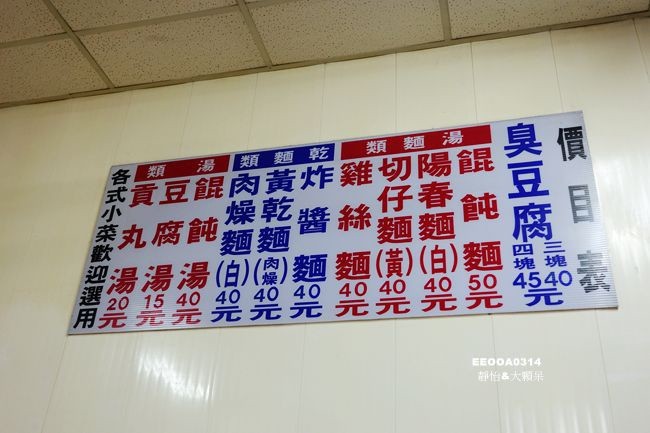 價目表
臭豆腐
三塊40元
四塊45元
湯麵類
餛飩麵50元
陽春麵(白)40元
切仔麵(黃)40元
雞絲麵40元
乾麵類
炸醬麵40元
黃乾麵(肉燥)40元
肉燥麵(白)40元
湯類
餛飩湯40元
豆腐湯15元
貢丸湯20元
各式小菜歡迎選用
EEOOA0314
靜怡&大顆呆